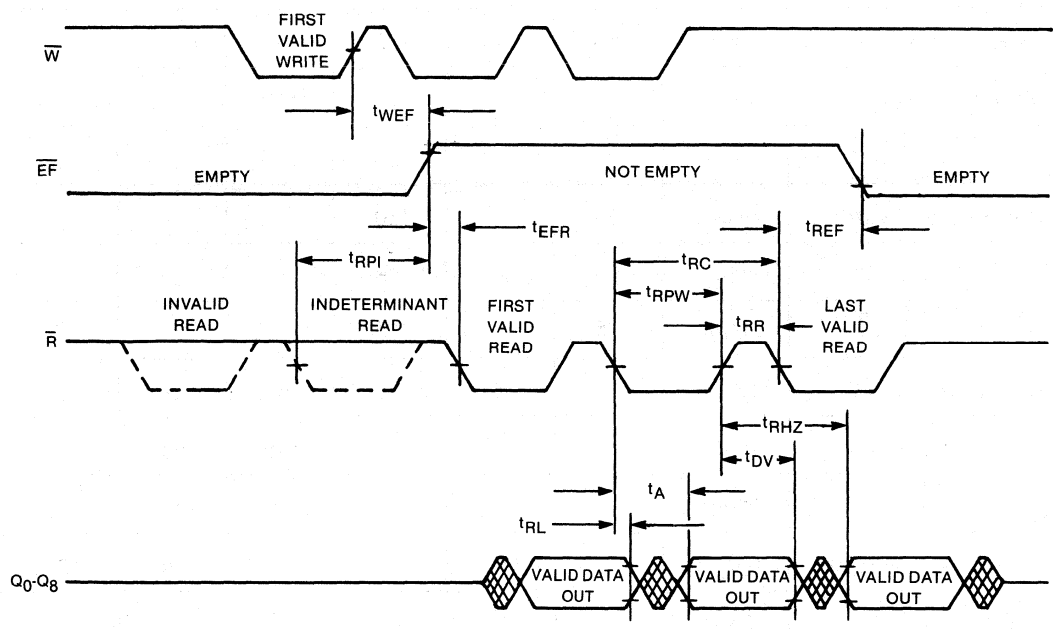 FIRST
VALID
WRITE
W̅
tWEF
E̅F̅
EMPTY
NOT EMPTY
EMPTY
tEFR
tREF
tRPI
tRC
tRPW
INVALID
READ
INDETERMINANT
READ
FIRST
VALID
READ
tRR
LAST
VALID
READ
R̅
tRHZ
tDV
tA
tRL
Q0-Q8
VALID DATA
OUT
VALID DATA
OUT
VALID DATA
OUT